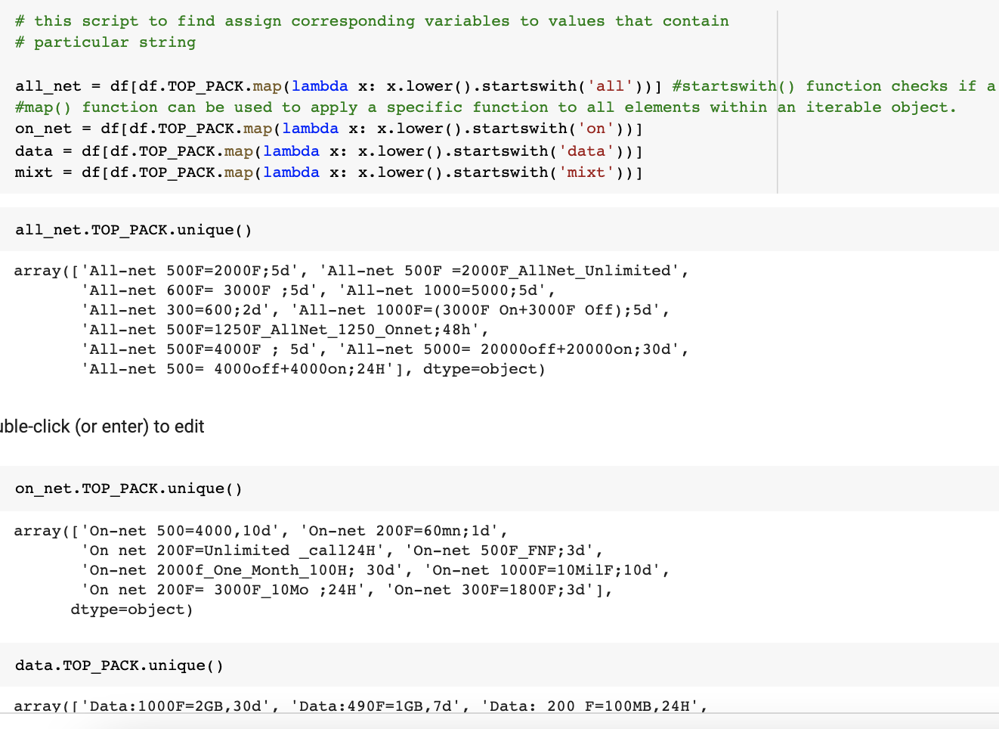 # this script to find assign corresponding variables to values that contain
# particular string
all_net = df[df.TOP_PACK.map(lambda x: x.lower().startswith('all'))] #startswith() function checks if a
#map() function can be used to apply a specific function to all elements within an iterable object.
on_net = df[df.TOP_PACK.map(lambda x: x.lower().startswith('on'))]
data = df[df.TOP_PACK.map(lambda x: x.lower().startswith('data'))]
mixt = df[df.TOP_PACK.map(lambda x: x.lower().startswith('mixt'))]
all_net.TOP_PACK.unique()
array(['All-net 500F=2000F;5d', 'All-net 500F =2000F_AllNet_Unlimited',
'All-net 600F= 3000F ;5d', 'All-net 1000=5000;5d',
'All-net 300=600;2d', 'All-net 1000F=(3000F On+3000F Off);5d',
'All-net 500F=1250F_AllNet_1250_Onnet;48h',
'All-net 500F=4000F ; 5d', 'All-net 5000= 20000off+20000on;30d',
'All-net 500= 4000off+4000on;24H'], dtype=object)
uble-click (or enter) to edit
on_net.TOP_PACK.unique()
array(['On-net 500=4000,10d', 'On-net 200F=60mn;1d',
'On net 200F=Unlimited _call24H', 'On-net 500F_FNF;3d',
'On-net 2000f_One_Month_100H; 30d', 'On-net 1000F=10MilF;10d',
'On net 200F= 3000F_10Mo ;24H', 'On-net 300F=1800F;3d'],
dtype=object)
data.TOP_PACK.unique()
array(['Data:1000F=2GB,30d', 'Data:490F=1GB,7d', 'Data: 200 F=100MB,24H',